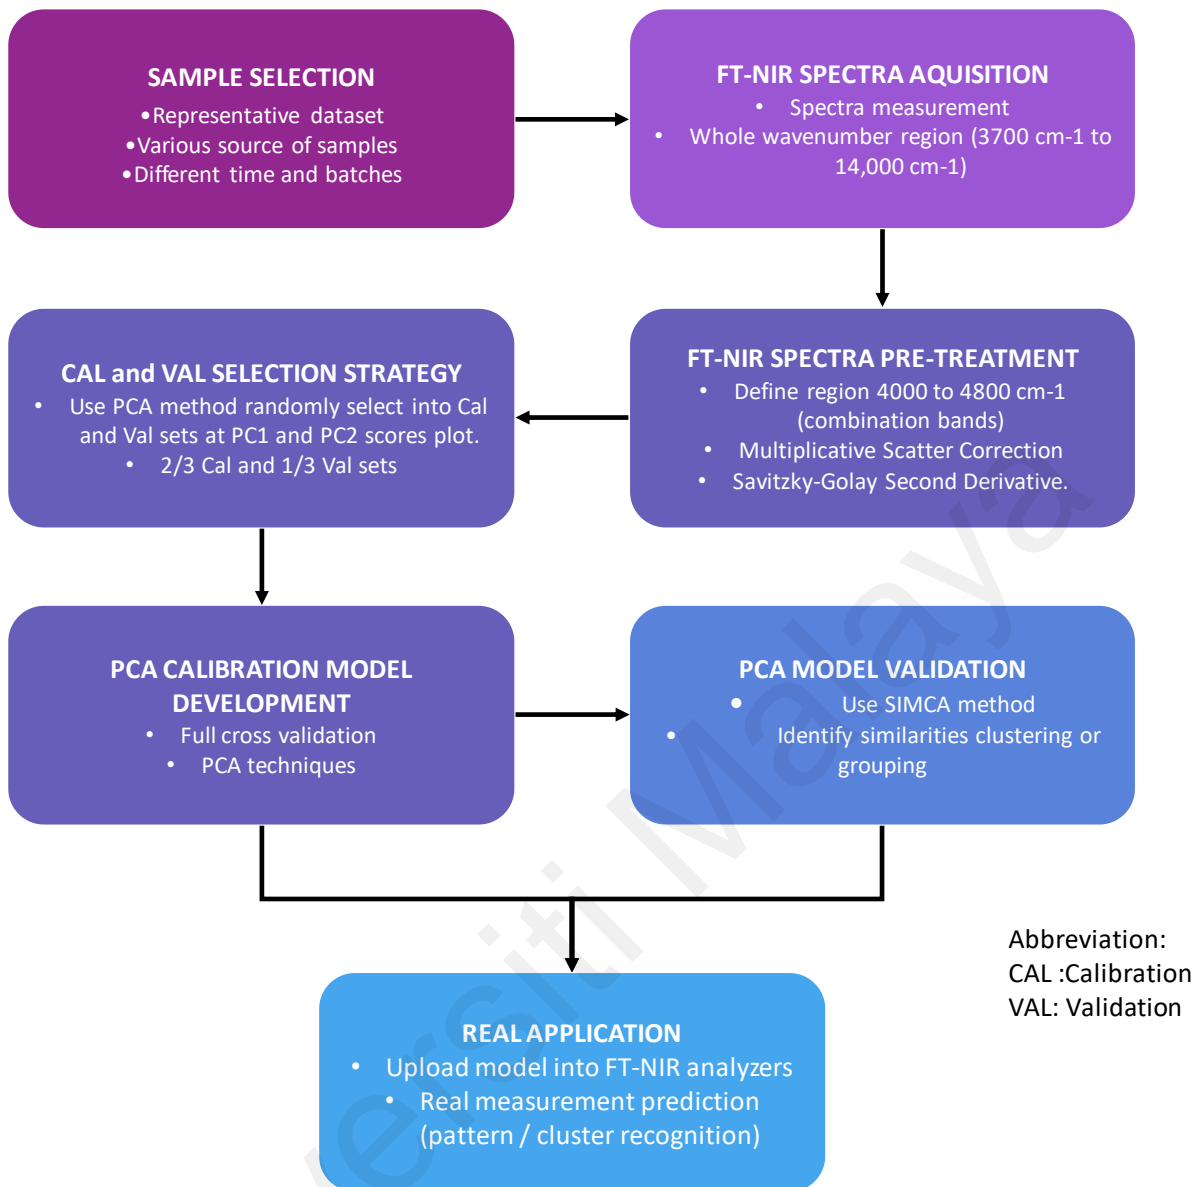 SAMPLE SELECTION
•Representative dataset
•Various source of samples
•Different time and batches
FT-NIR SPECTRA AQUISITION
• Spectra measurement
• Whole wavenumber region (3700 cm-1 to
14,000 cm-1)
CAL and VAL SELECTION STRATEGY
• Use PCA method randomly select into Cal
and Val sets at PC1 and PC2 scores plot.
• 2/3 Cal and 1/3 Val sets
FT-NIR SPECTRA PRE-TREATMENT
• Define region 4000 to 4800 cm-1
(combination bands)
• Multiplicative Scatter Correction
• Savitzky-Golay Second Derivative.
PCA CALIBRATION MODEL
DEVELOPMENT
• Full cross validation
• PCA techniques
PCA MODEL VALIDATION
• Use SIMCA method
• Identify similarities clustering or
grouping
Abbreviation:
CAL :Calibration
VAL: Validation
REAL APPLICATION
• Upload model into FT-NIR analyzers
• Real measurement prediction
(pattern / cluster recognition)
versiti Malaya